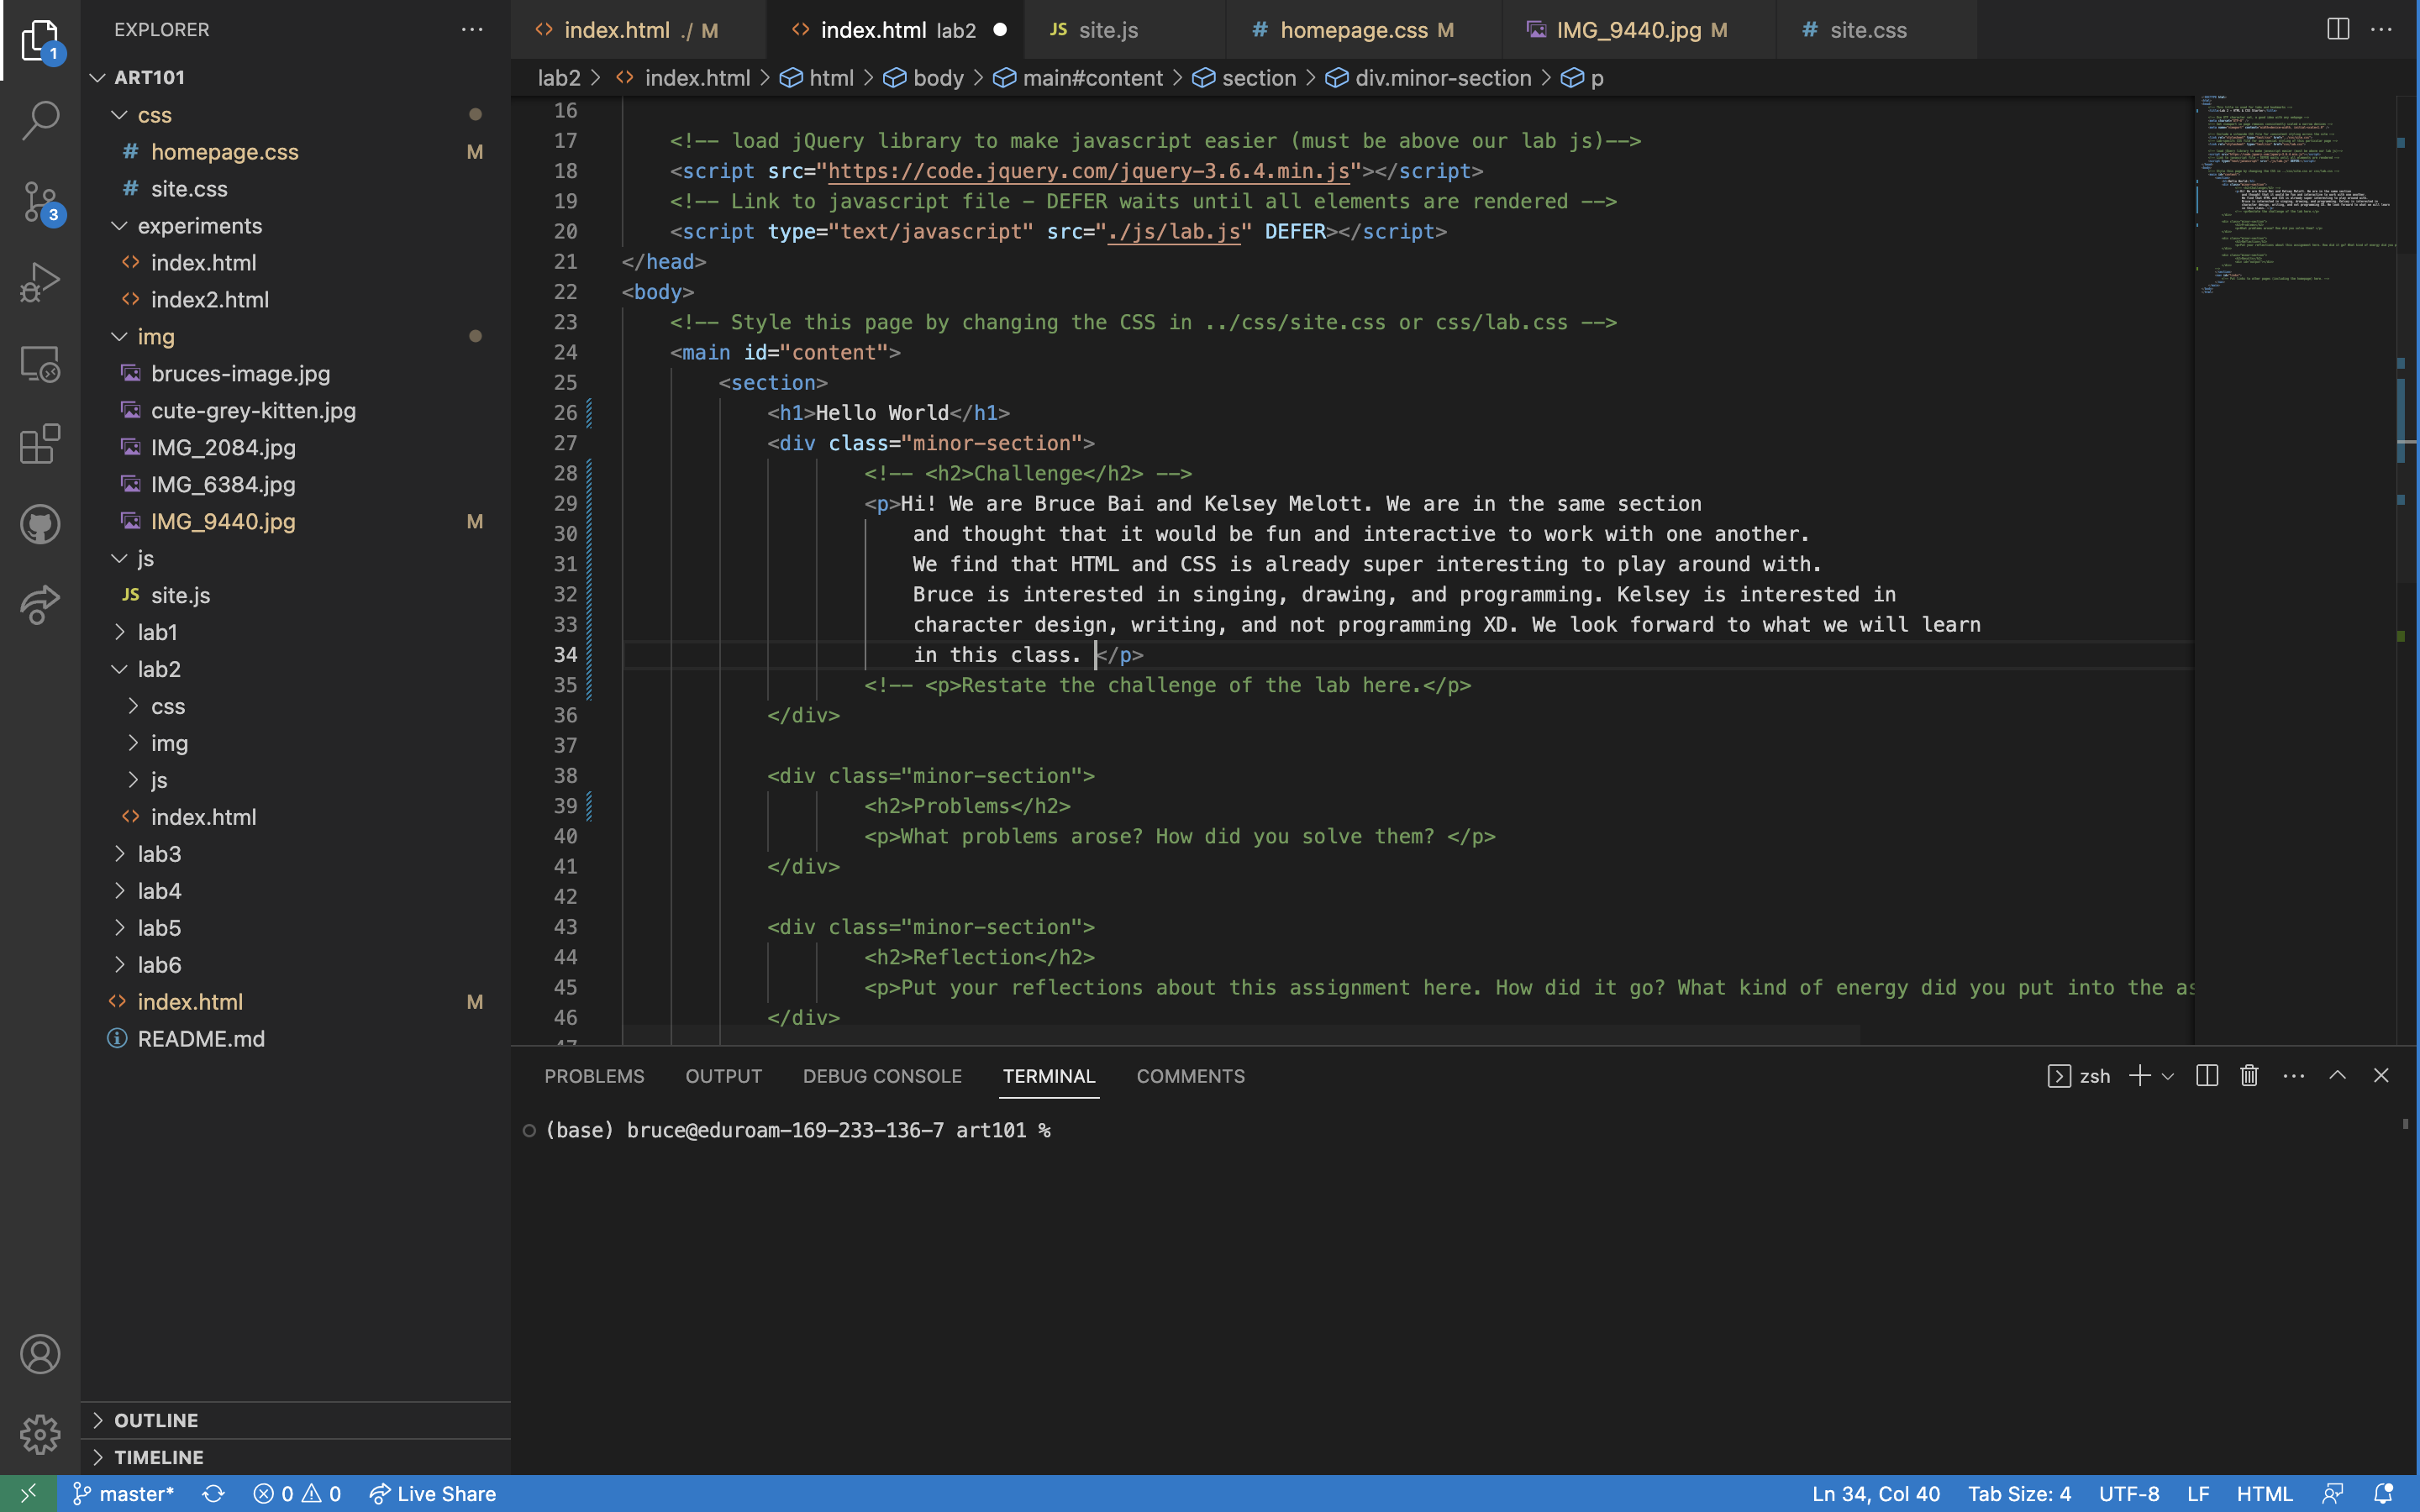 EXPLORER
ART101
css
homepage.css M
site.css
experiments
index.html
index2.html
img
bruces-image.jpg
cute-grey-kitten.jpg
IMG_2084.jpg
IMG_6384.jpg
IMG_9440.jpg M
js
JS site.js
lab1
lab2
css
img
js
index.html
lab3
lab4
lab5
lab6
index.html M
README.md
OUTLINE
TIMELINE
1
3
index.html ./ M
index.html lab2
JS site.js
# homepage.css M
IMG_9440.jpg M
# site.css
lab2 > index.html > html > body > main#content > section > div.minor-section > p
16
17 <!-- load jQuery library to make javascript easier (must be above our lab js)-->
18 <script src="https://code.jquery.com/jquery-3.6.4.min.js"></script>
19 <!-- Link to javascript file - DEFER waits until all elements are rendered -->
20 <script type="text/javascript" src="./js/lab.js" DEFER></script>
21 </head>
22 <body>
23 <!-- Style this page by changing the CSS in ../css/site.css or css/lab.css -->
24 <main id="content">
25 <section>
26 <h1>Hello World</h1>
27 <div class="minor-section">
28 <!-- <h2>Challenge</h2> -->
29 <p>Hi! We are Bruce Bai and Kelsey Melott. We are in the same section
30 and thought that it would be fun and interactive to work with one another.
31 We find that HTML and CSS is already super interesting to play around with.
32 Bruce is interested in singing, drawing, and programming. Kelsey is interested in
33 character design, writing, and not programming XD. We look forward to what we will learn
34 in this class. </p>
35 <!-- <p>Restate the challenge of the lab here.</p>
36 </div>
37
38 <div class="minor-section">
39 <h2>Problems</h2>
40 <p>What problems arose? How did you solve them? </p>
41 </div>
42
43 <div class="minor-section">
44 <h2>Reflection</h2>
45 <p>Put your reflections about this assignment here. How did it go? What kind of energy did you put into the as
46 </div>
47
PROBLEMS OUTPUT DEBUG CONSOLE TERMINAL COMMENTS
zsh
(base) bruce@eduroam-169-233-136-7 art101 %
master* 0 0 Live Share
Ln 34, Col 40 Tab Size: 4 UTF-8 LF HTML